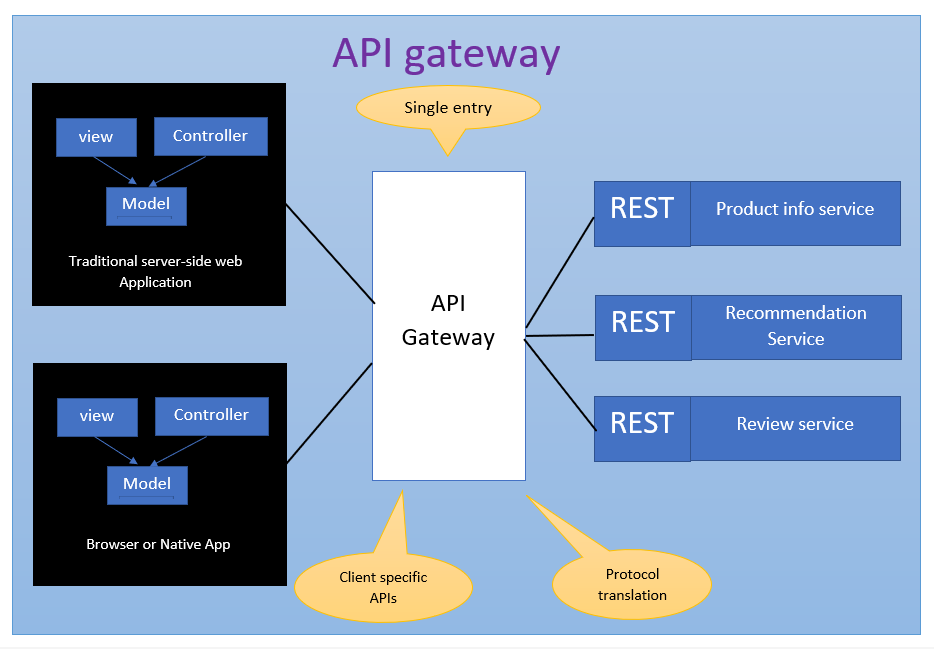 API gateway
Single entry
view
Controller
Model
Traditional server-side web
Application
view
Controller
Model
Browser or Native App
API
Gateway
REST
Product info service
REST
Recommendation
Service
REST
Review service
Client specific
APIs
Protocol
translation